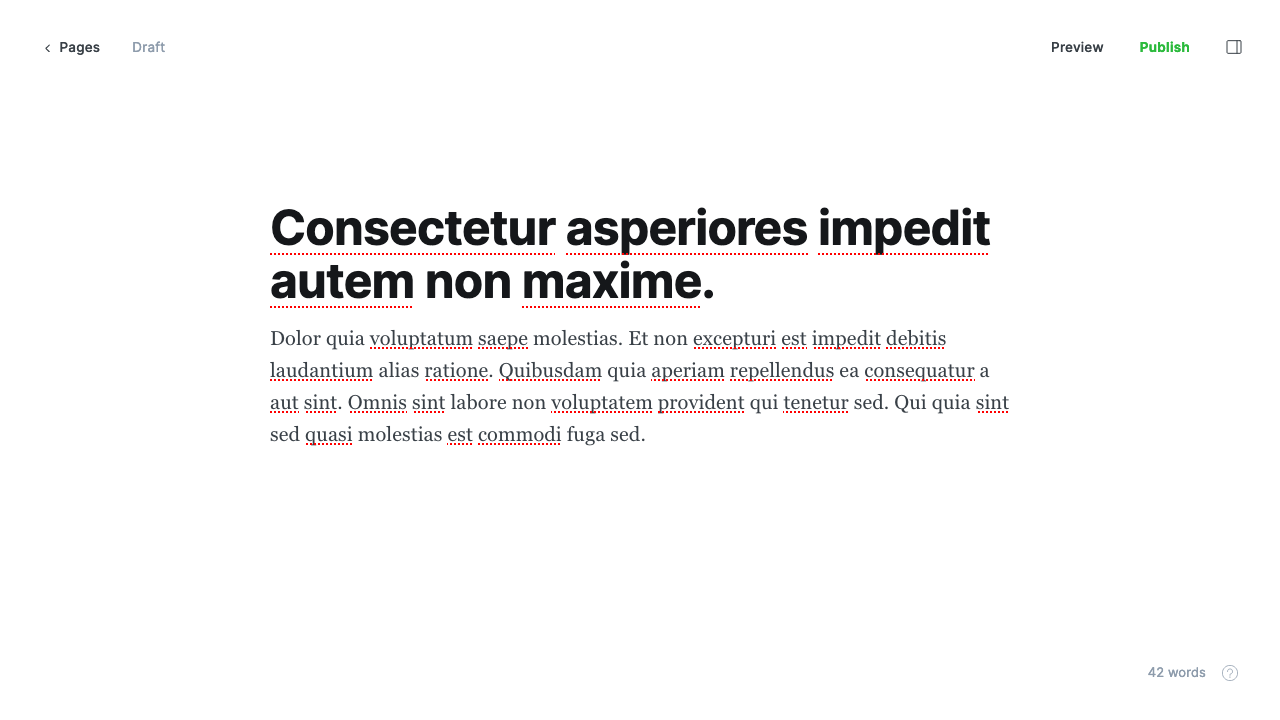 Pages
Draft
Preview
Publish
Consectetur asperiores impedit
autem non maxime.
Dolor quia voluptatum saepe molestias. Et non excepturi est impedit debitis
laudantium alias ratione. Quibusdam quia aperiam repellendus ea consequatur a
aut sint. Omnis sint labore non voluptatem provident qui tenetur sed. Qui quia sint
sed quasi molestias est commodi fuga sed.
42 words
?